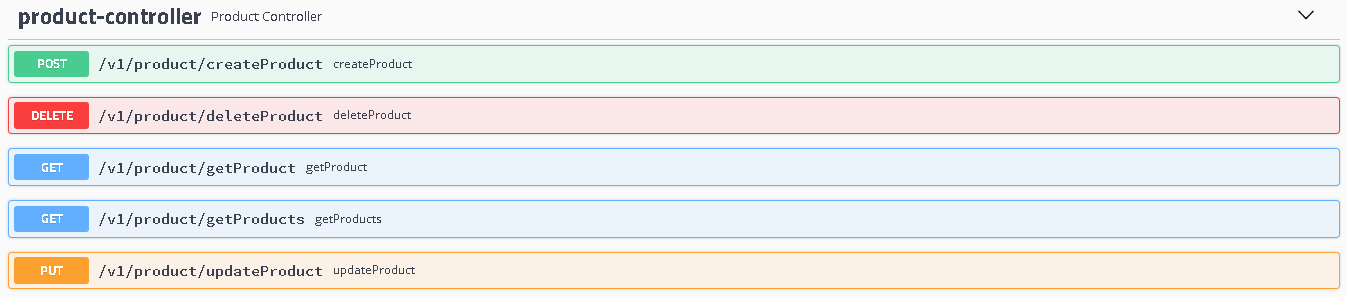 product-controller Product Controller
POST /v1/product/createProduct createProduct
DELETE /v1/product/deleteProduct deleteProduct
GET /v1/product/getProduct getProduct
GET /v1/product/getProducts getProducts
PUT /v1/product/updateProduct updateProduct